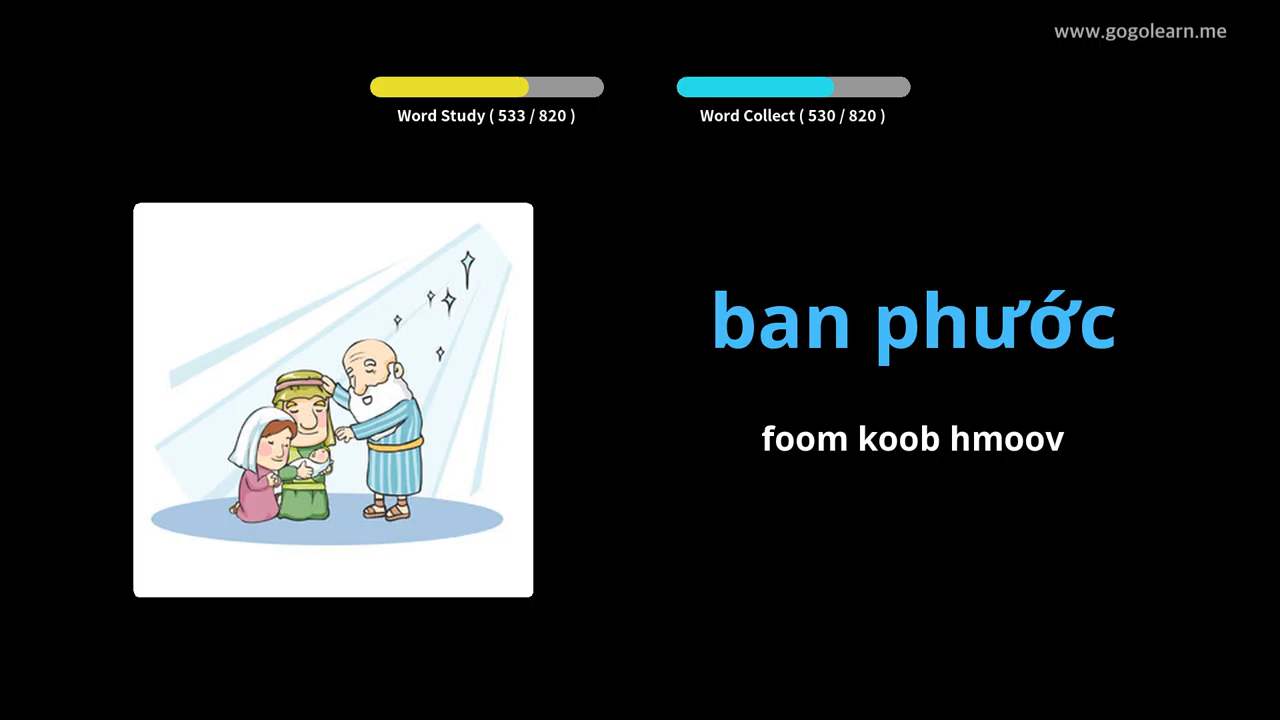 www.gogolearn.me
Word Study ( 533 / 820 )
Word Collect ( 530 / 820 )
ban phước
foom koob hmoov